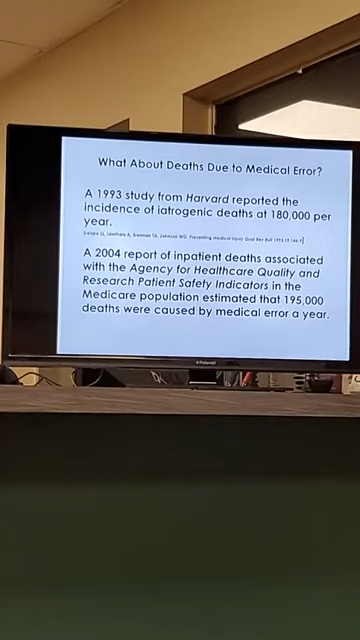 What About Deaths Due to Medical Error?
A 1993 study from Harvard reported the
incidence of iatrogenic deaths at 180,000 per
year.
[Leape LL, Lawthers A, Brennan TA, Johnson WG. Preventing medical injury Qual Rev Bull 1993;19:144-9]
A 2004 report of inpatient deaths associated
with the Agency for Healthcare Quality and
Research Patient Safety Indicators in the
Medicare population estimated that 195,000
deaths were caused by medical error a year.
Polaroid